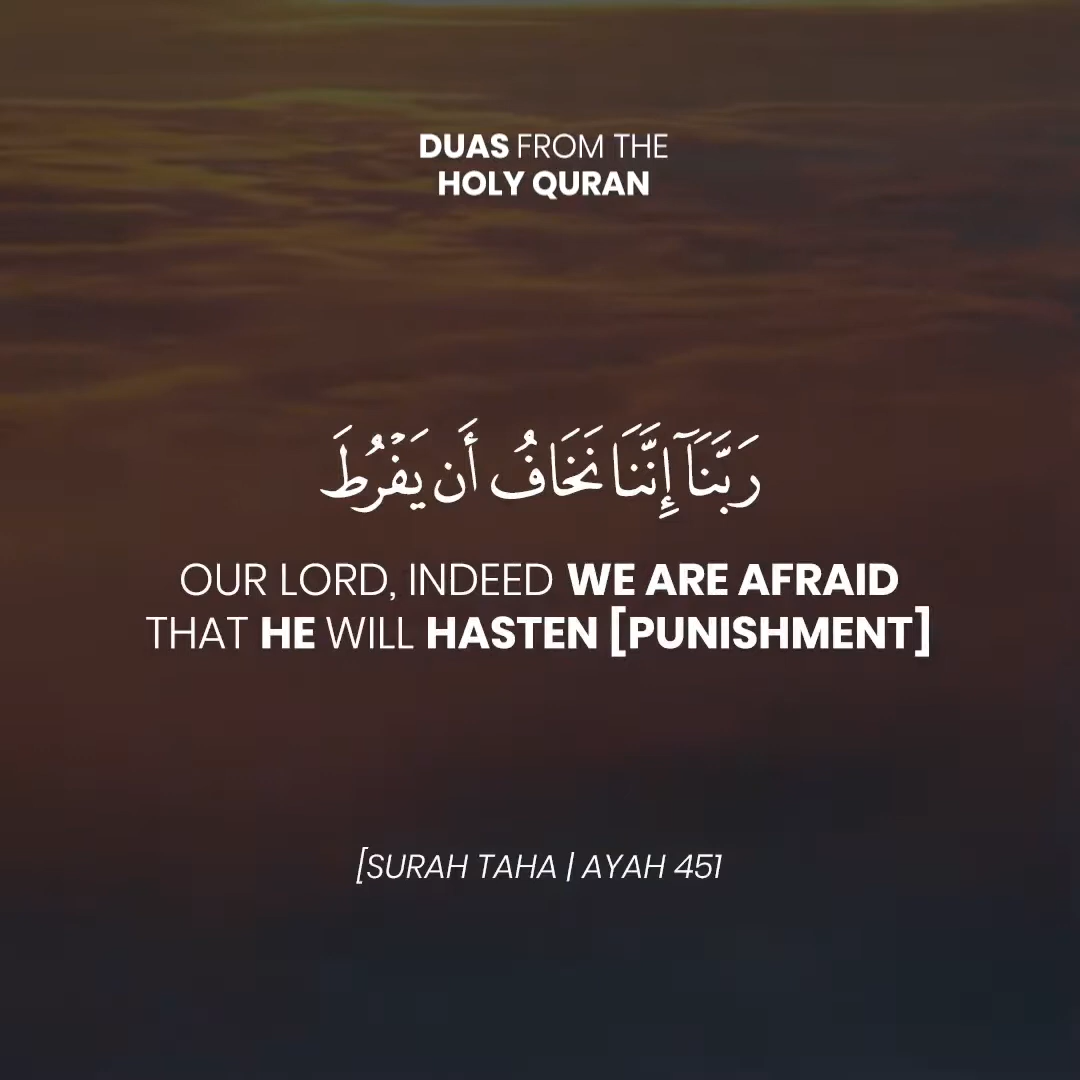 DUAS FROM THE
HOLY QURAN
رَبَّنَآ إِنَّنَا نَخَافُ أَن يَفْرُطَ
OUR LORD, INDEED WE ARE AFRAID
THAT HE WILL HASTEN [PUNISHMENT]
[SURAH TAHA | AYAH 451